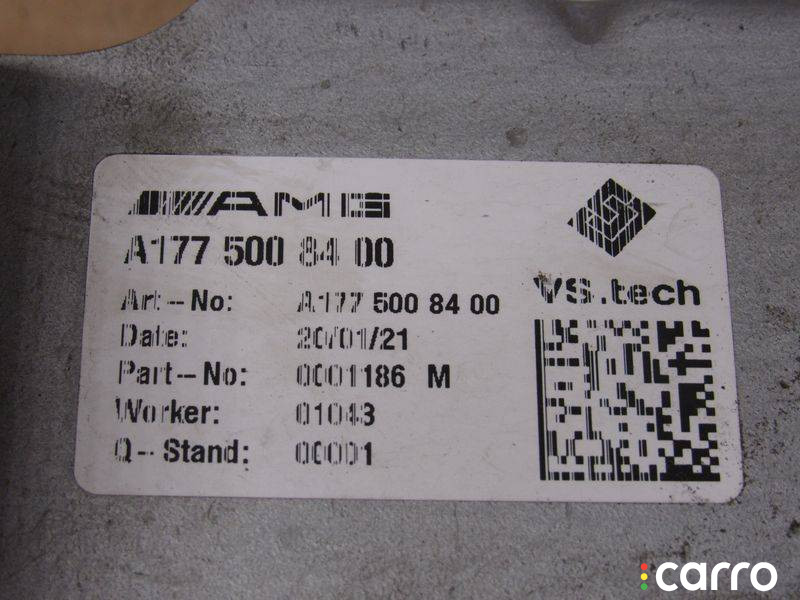 AMG
A177 500 84 00
Art-No: A177 500 84 00
Date: 20/01/21
Part-No: 0001186 M
Worker: 01043
Q-Stand: 00001
VS.tech
carro